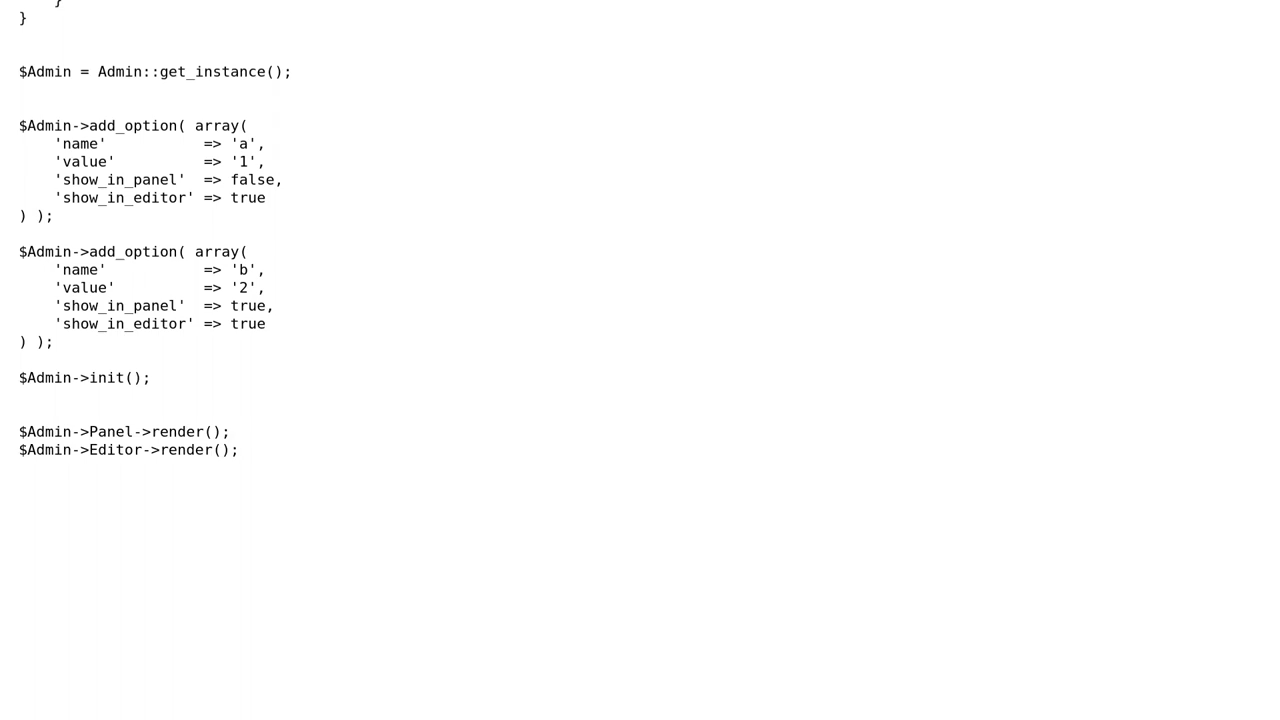 }
}
$Admin = Admin::get_instance();
$Admin->add_option( array(
    'name'           => 'a',
    'value'          => '1',
    'show_in_panel'  => false,
    'show_in_editor' => true
) );
$Admin->add_option( array(
    'name'           => 'b',
    'value'          => '2',
    'show_in_panel'  => true,
    'show_in_editor' => true
) );
$Admin->init();
$Admin->Panel->render();
$Admin->Editor->render();